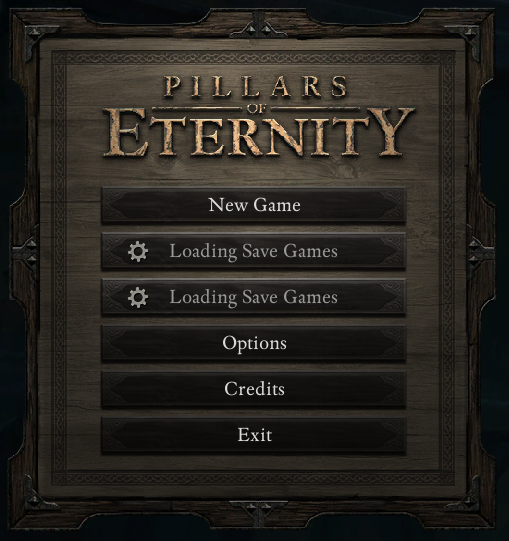 PILLARS
OF
ETERNITY
New Game
Loading Save Games
Loading Save Games
Options
Credits
Exit